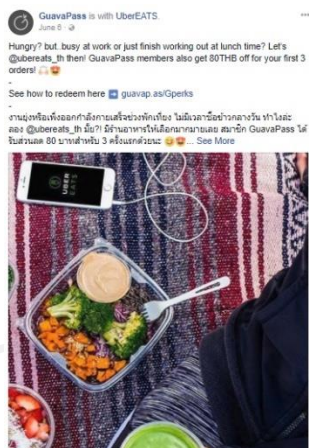 GuavaPass is with UberEATS.
June 6 ·
Hungry? but..busy at work or just finish working out at lunch time? Let's
@ubereats_th then! GuavaPass members also get 80THB off for your first 3
orders!
-
See how to redeem here guavap.as/Gperks
-
งานยุ่งหรือเพิ่งออกกำลังกายเสร็จช่วงพักเที่ยง ไม่มีเวลาซื้อข้าวกลางวัน ทำไงล่ะ
ลอง @ubereats_th มั้ย?! มีร้านอาหารให้เลือกมากมายเลย สมาชิก GuavaPass ได้
รับส่วนลด 80 บาทสำหรับ 3 ครั้งแรกด้วยนะ ... See More
UBER
EATS